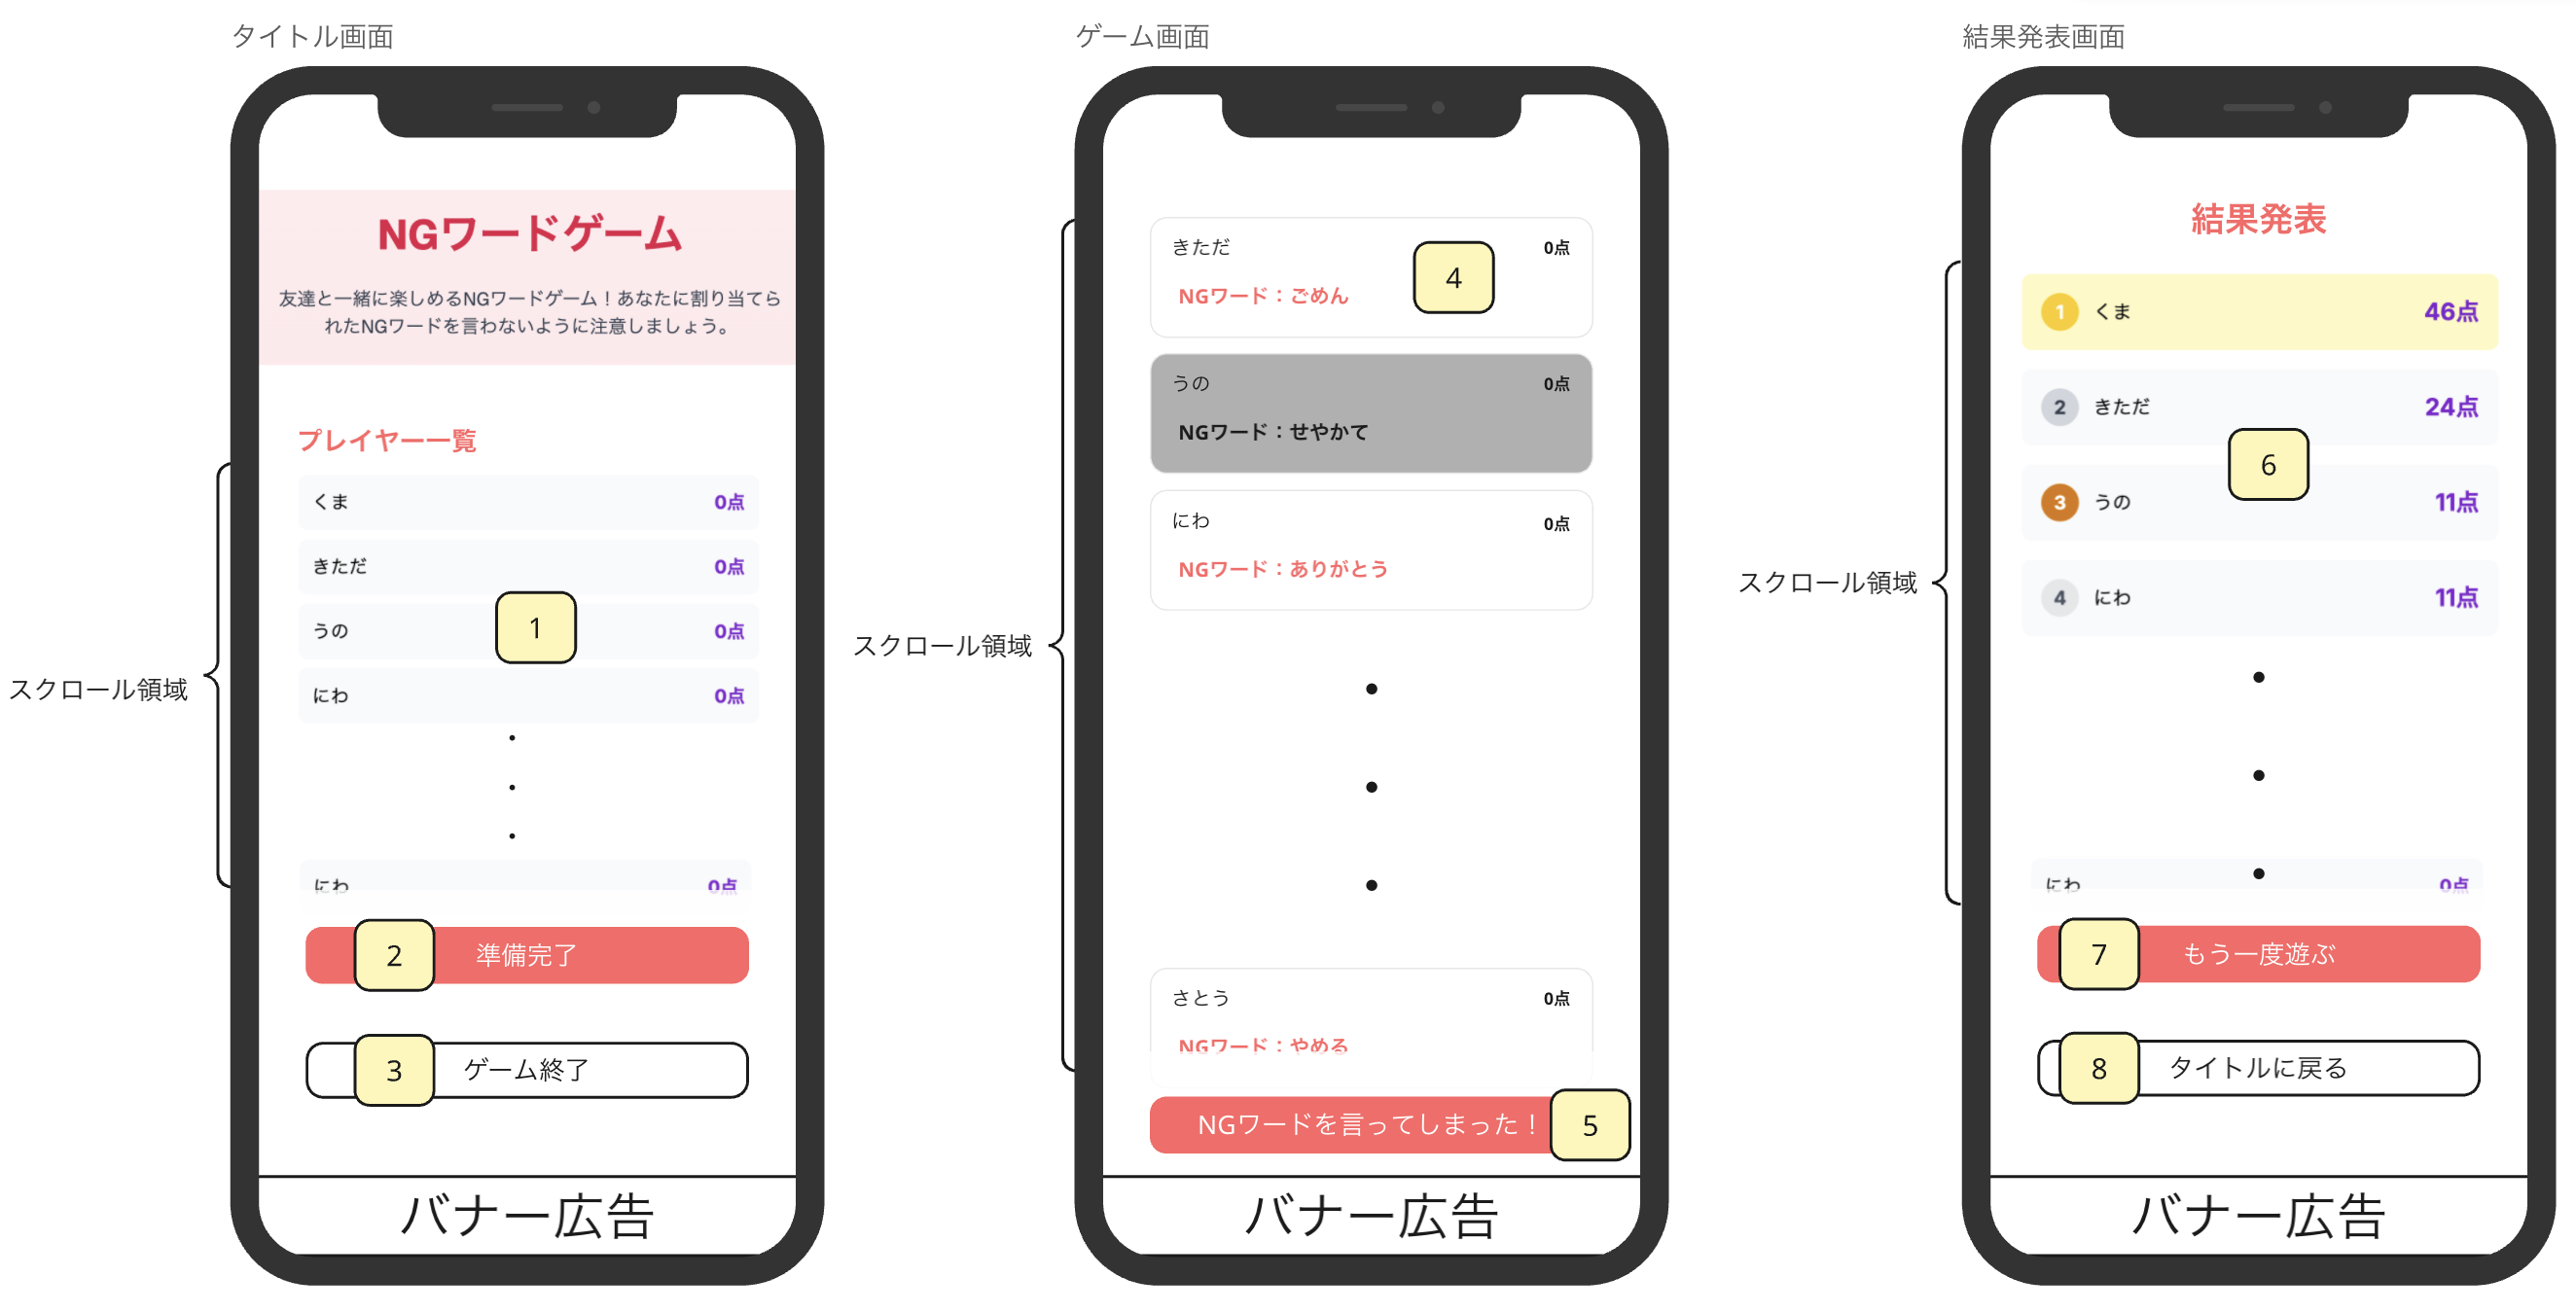 タイトル画面
NGワードゲーム
友達と一緒に楽しめるNGワードゲーム！あなたに割り当てら
れたNGワードを言わないように注意しましょう。
プレイヤー一覧
くま 0点
きただ 0点
1
うの 0点
にわ 0点
スクロール領域
にわ 0点
2 準備完了
3 ゲーム終了
バナー広告
ゲーム画面
きただ 0点
4
NGワード：ごめん
うの 0点
NGワード：せやかて
にわ 0点
NGワード：ありがとう
スクロール領域
さとう 0点
NGワード：やめる
NGワードを言ってしまった！ 5
バナー広告
結果発表画面
結果発表
1 くま 46点
2 きただ 24点
6
3 うの 11点
4 にわ 11点
スクロール領域
にわ 0点
7 もう一度遊ぶ
8 タイトルに戻る
バナー広告